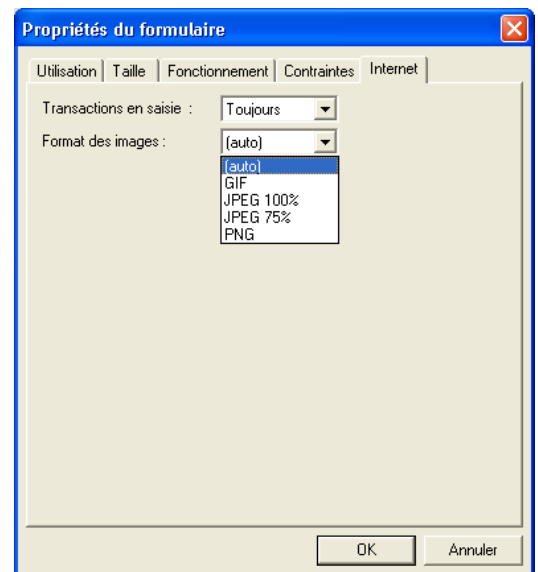 Propriétés du formulaire
Utilisation Taille Fonctionnement Contraintes Internet
Transactions en saisie : Toujours
Format des images : (auto)
(auto)
GIF
JPEG 100%
JPEG 75%
PNG
OK Annuler